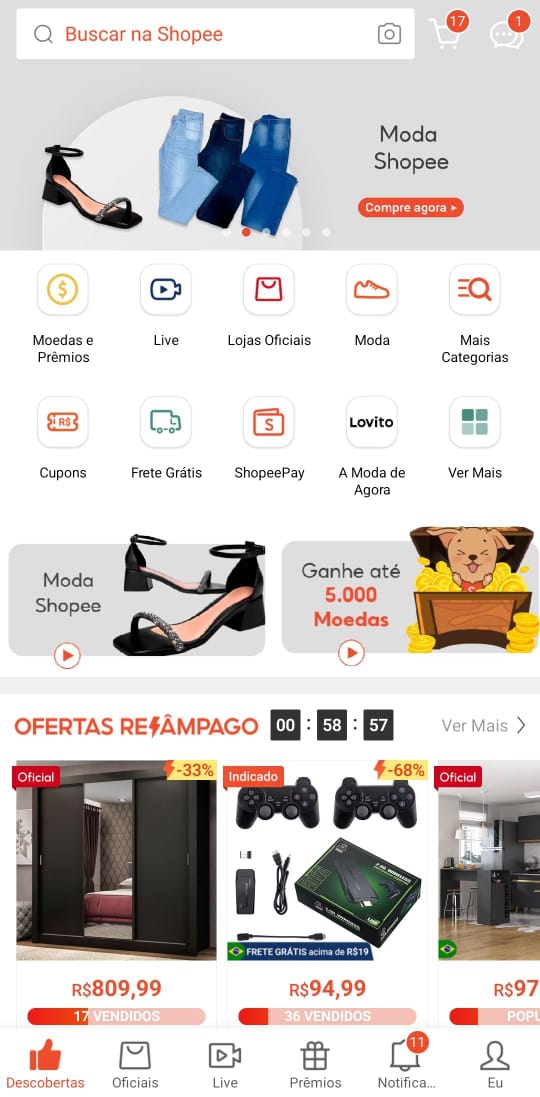 Buscar na Shopee
17
1
Moda
Shopee
Compre agora
Moedas e
Prêmios
Live
Lojas Oficiais
Moda
Mais
Categorias
R$
Cupons
Frete Grátis
S
ShopeePay
Lovito
A Moda de
Agora
Ver Mais
Moda
Shopee
Ganhe até
5.000
Moedas
OFERTAS RELÂMPAGO
00 : 58 : 57
Ver Mais
Oficial
-33%
R$809,99
17 VENDIDOS
Indicado
-68%
2.4G WIRELESS
FRETE GRÁTIS acima de R$19
R$94,99
36 VENDIDOS
Oficial
R$97
POPU
Descobertas
Oficiais
Live
Prêmios
11
Notifica...
Eu